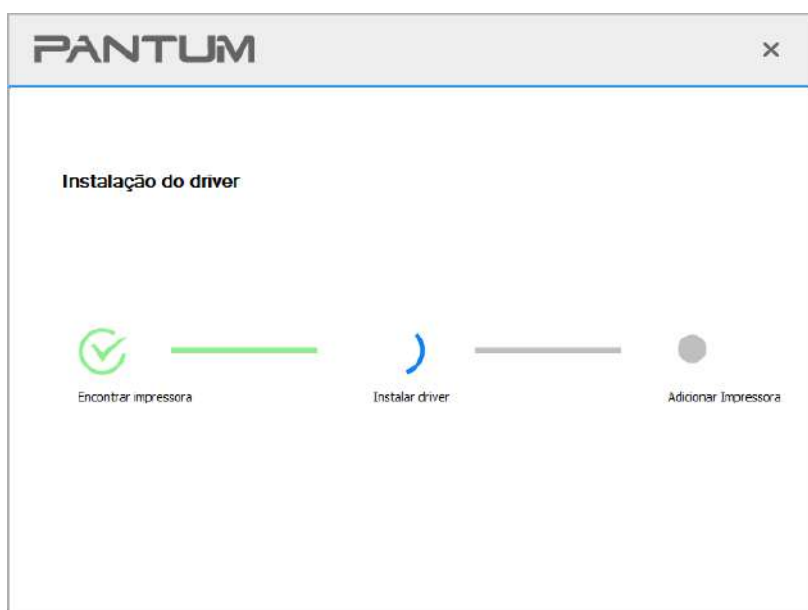 PANTUM
Instalação do driver
Encontrar impressora
Instalar driver
Adicionar Impressora